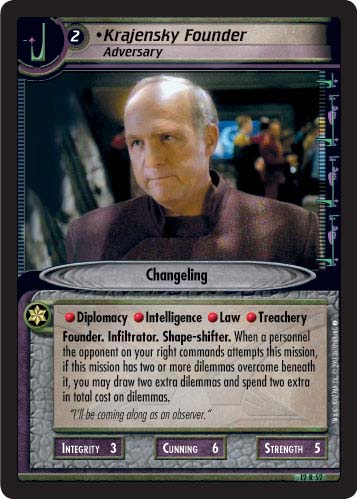 2 •Krajensky Founder
Adversary
Changeling
Diplomacy Intelligence Law Treachery
Founder. Infiltrator. Shape-shifter. When a personnel
the opponent on your right commands attempts this mission,
if this mission has two or more dilemmas overcome beneath
it, you may draw two extra dilemmas and spend two extra
in total cost on dilemmas.
"I'll be coming along as an observer."
INTEGRITY 3 CUNNING 6 STRENGTH 5
12 R 52